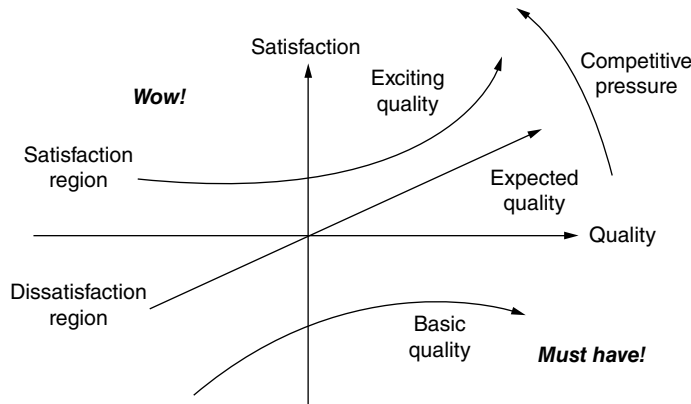 Satisfaction
Wow!
Exciting
quality
Competitive
pressure
Satisfaction
region
Expected
quality
Quality
Dissatisfaction
region
Basic
quality
Must have!